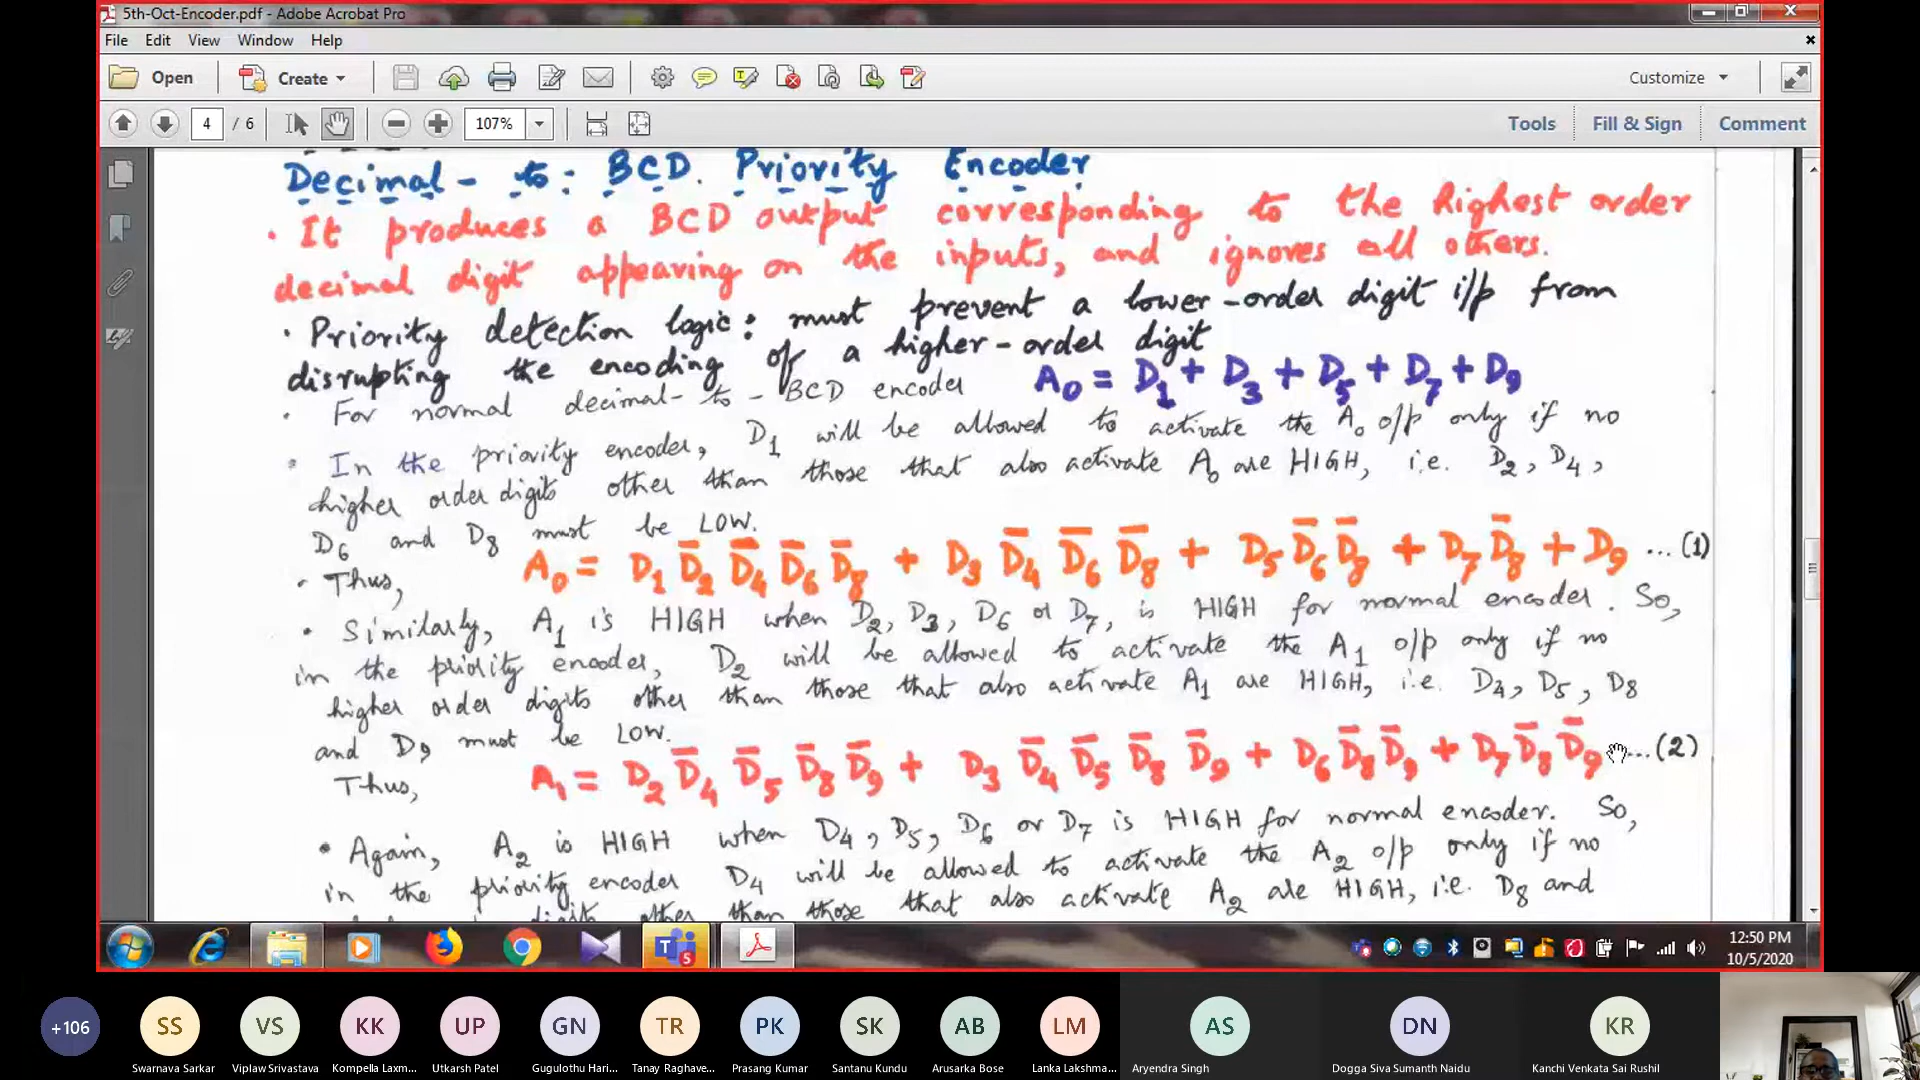 5th-Oct-Encoder.pdf - Adobe Acrobat Pro
File Edit View Window Help
Open Create Customize
4 / 6 107% Tools Fill & Sign Comment
Decimal - to - BCD Priority Encoder
· It produces a BCD output corresponding to the highest order
decimal digit appearing on the inputs, and ignores all others.
· Priority detection logic: must prevent a lower-order digit i/p from
disrupting the encoding of a higher-order digit
· For normal decimal-to-BCD encoder A₀ = D₁ + D₃ + D₅ + D₇ + D₉
· In the priority encoder, D₁ will be allowed to activate the A₀ o/p only if no
higher order digits other than those that also activate A₀ are HIGH, i.e. D₂, D₄,
D₆ and D₈ must be LOW.
· Thus, A₀ = D₁ D̅₂ D̅₄ D̅₆ D̅₈ + D₃ D̅₄ D̅₆ D̅₈ + D₅ D̅₆ D̅₈ + D₇ D̅₈ + D₉ ...(1)
· Similarly, A₁ is HIGH when D₂, D₃, D₆ or D₇, is HIGH for normal encoder. So,
in the priority encoder, D₂ will be allowed to activate the A₁ o/p only if no
higher order digits other than those that also activate A₁ are HIGH, i.e. D₄, D₅, D₈
and D₉ must be LOW.
Thus, A₁ = D₂ D̅₄ D̅₅ D̅₈ D̅₉ + D₃ D̅₄ D̅₅ D̅₈ D̅₉ + D₆ D̅₈ D̅₉ + D₇ D̅₈ D̅₉ ...(2)
· Again, A₂ is HIGH when D₄, D₅, D₆ or D₇ is HIGH for normal encoder. So,
in the priority encoder D₄ will be allowed to activate the A₂ o/p only if no
digits other than those that also activate A₂ are HIGH, i.e. D₈ and
12:50 PM
10/5/2020
+106 SS VS KK UP GN TR PK SK AB LM AS DN KR
Swarnava Sarkar Viplaw Srivastava Kompella Laxm... Utkarsh Patel Gugulothu Hari... Tanay Raghave... Prasang Kumar Santanu Kundu Arusarka Bose Lanka Lakshma... Aryendra Singh Dogga Siva Sumanth Naidu Kanchi Venkata Sai Rushil